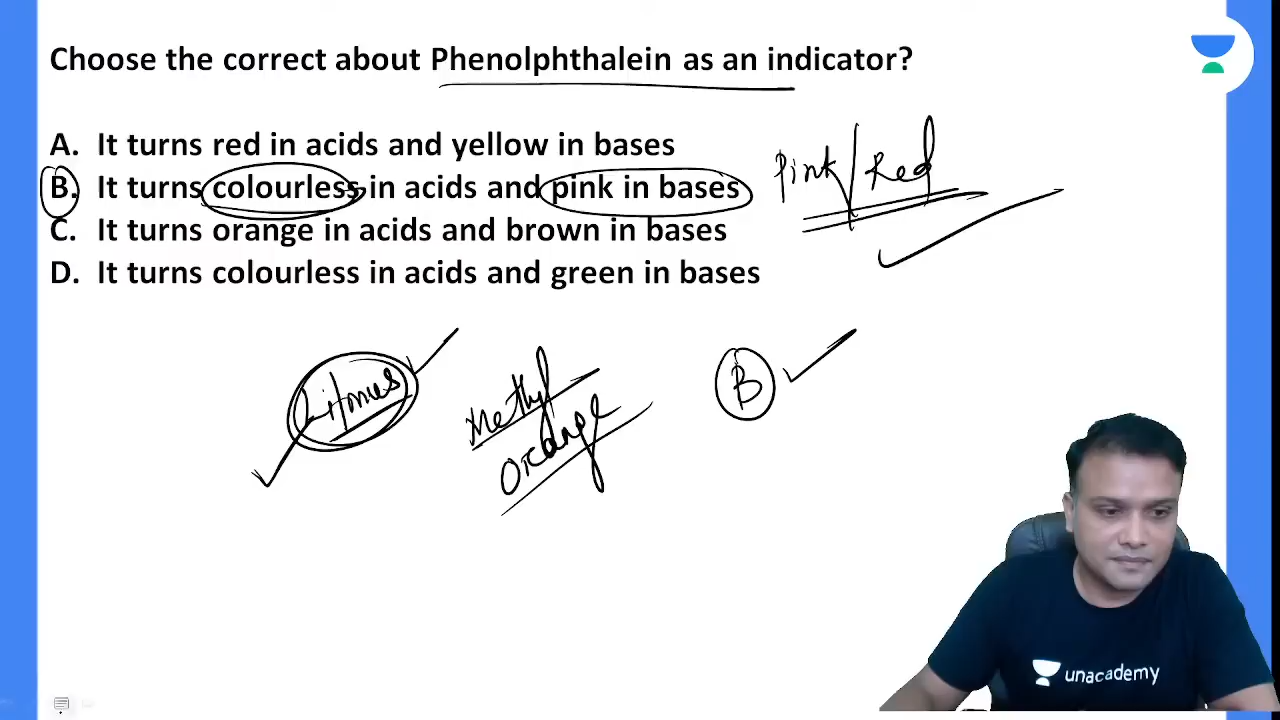 Choose the correct about Phenolphthalein as an indicator?
A. It turns red in acids and yellow in bases
B. It turns colourless in acids and pink in bases
C. It turns orange in acids and brown in bases
D. It turns colourless in acids and green in bases
Pink/Red
Litmus
Methyl
Orange
B
unacademy